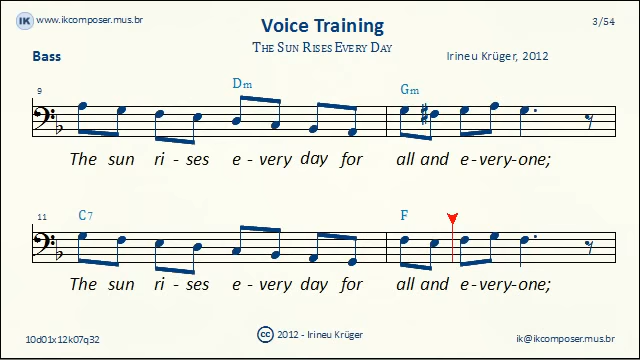 IK www.ikcomposer.mus.br
Voice Training
3/54
The Sun Rises Every Day
Bass
Irineu Krüger, 2012
9
Dm
Gm
The sun ri - ses e - very day for all and e - very - one;
11
C7
F
The sun ri - ses e - very day for all and e - very - one;
10d01x12k07q32
cc 2012 - Irineu Krüger
ik@ikcomposer.mus.br